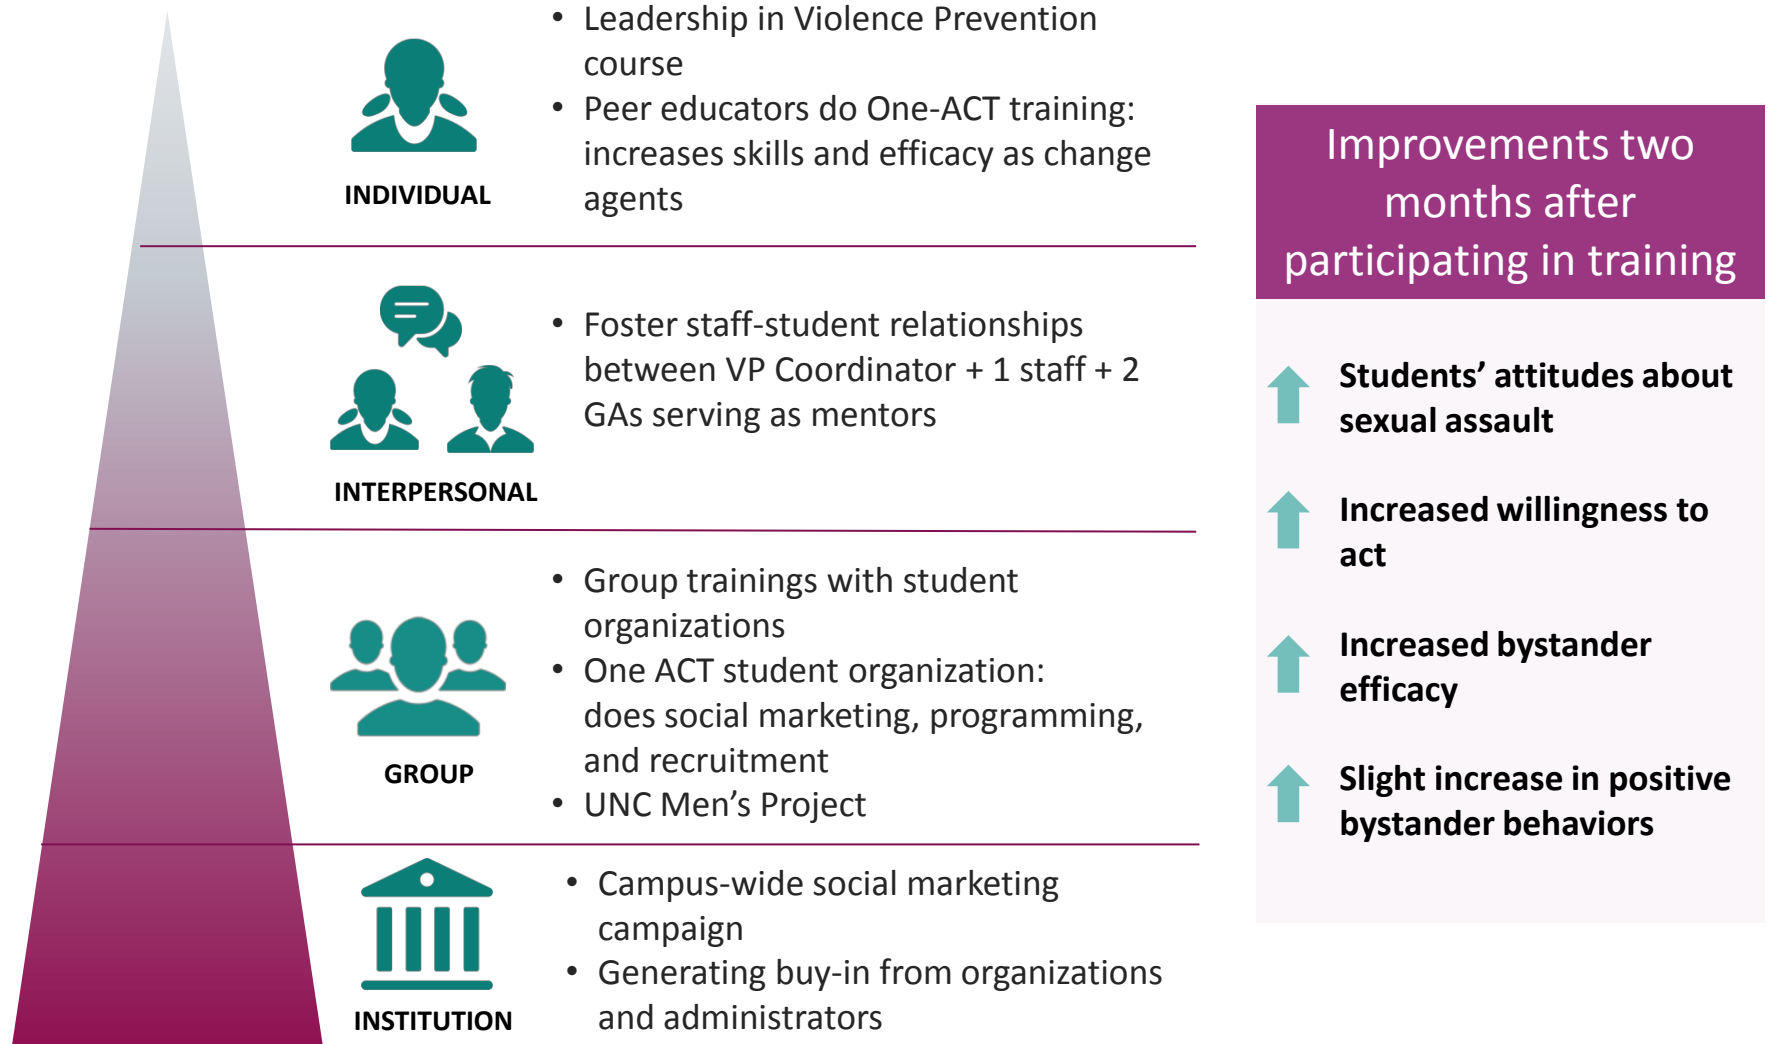 • Leadership in Violence Prevention
course
• Peer educators do One-ACT training:
increases skills and efficacy as change
agents
INDIVIDUAL
• Foster staff-student relationships
between VP Coordinator + 1 staff + 2
GAs serving as mentors
INTERPERSONAL
• Group trainings with student
organizations
• One ACT student organization:
does social marketing, programming,
and recruitment
• UNC Men’s Project
GROUP
• Campus-wide social marketing
campaign
• Generating buy-in from organizations
and administrators
INSTITUTION
Improvements two
months after
participating in training
Students’ attitudes about
sexual assault
Increased willingness to
act
Increased bystander
efficacy
Slight increase in positive
bystander behaviors